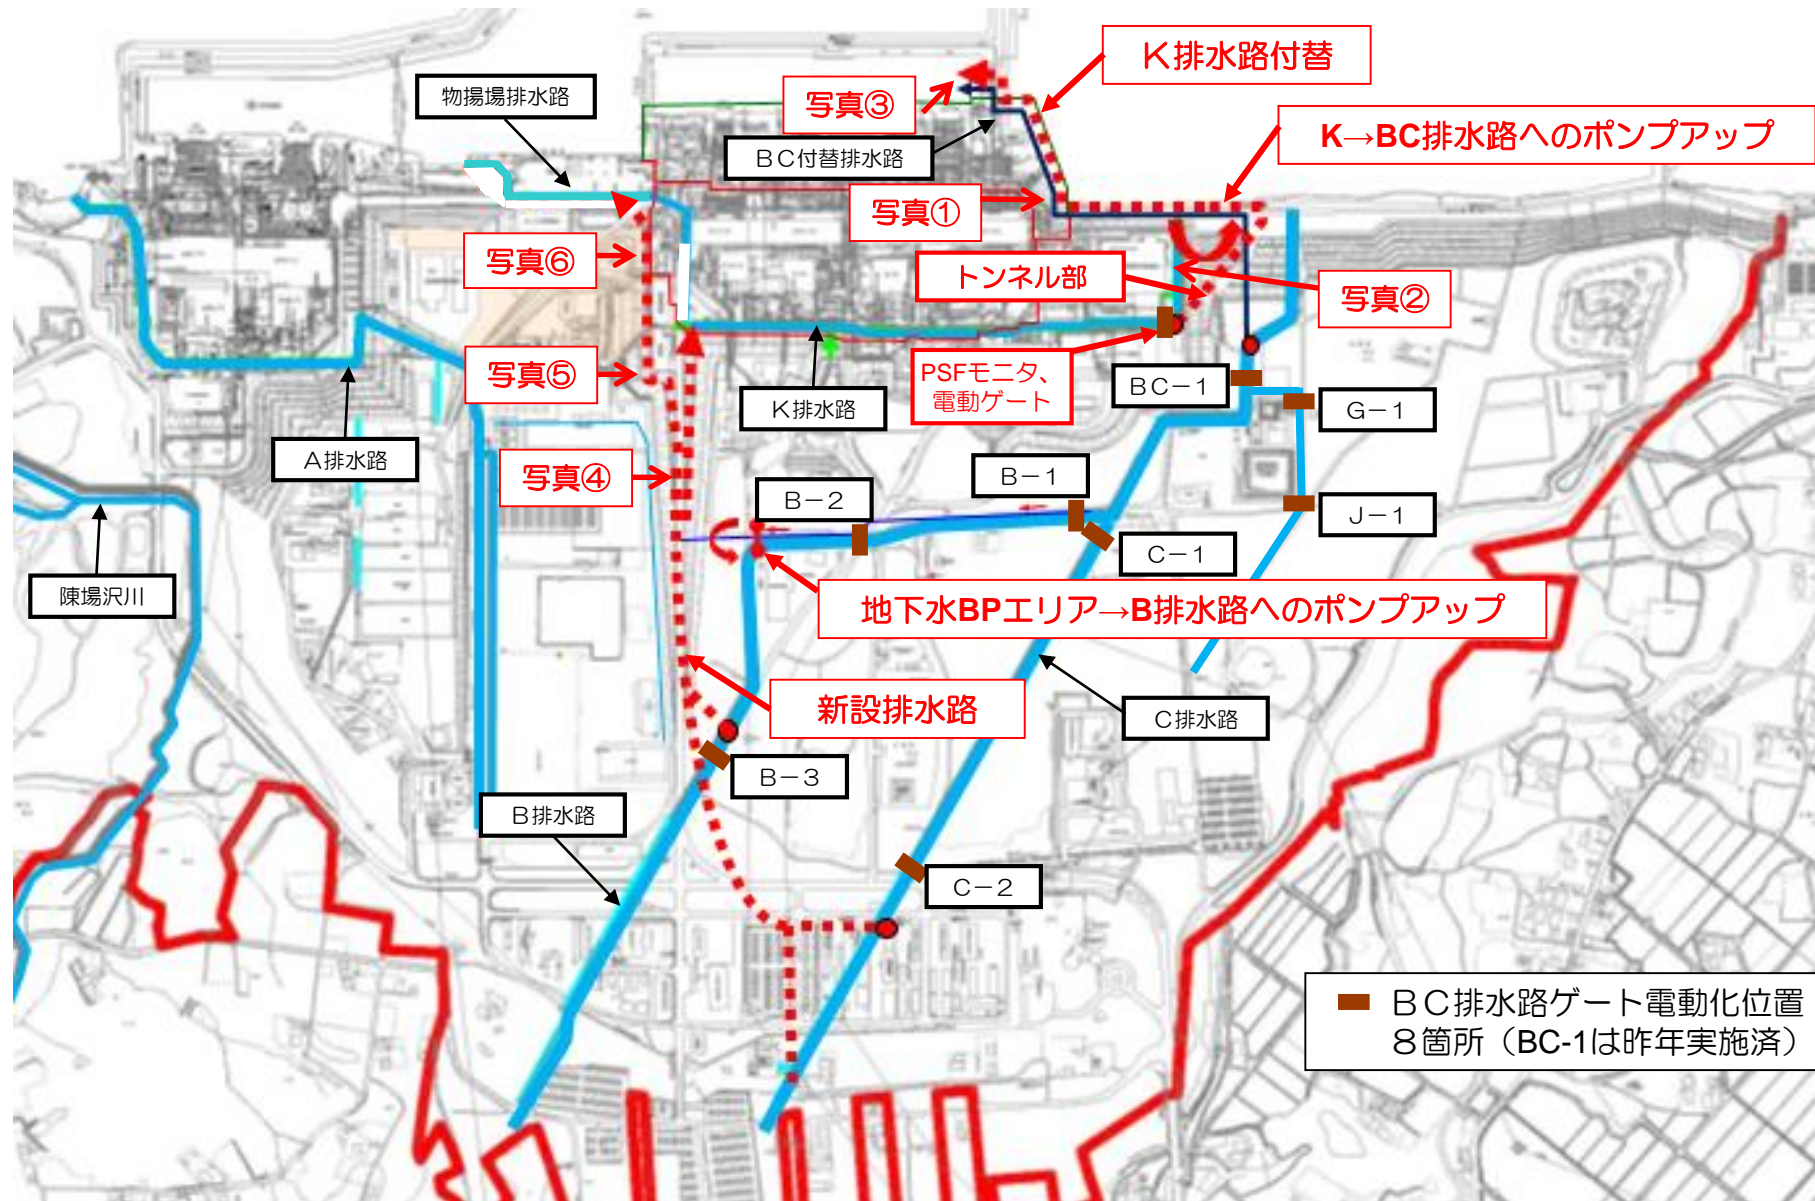 K排水路付替
物揚場排水路
写真③
K→BC排水路へのポンプアップ
BC付替排水路
写真①
写真⑥
トンネル部
写真②
写真⑤
PSFモニタ、
電動ゲート
BC−1
K排水路
G−1
A排水路
写真④
B−1
B−2
J−1
C−1
陳場沢川
地下水BPエリア→B排水路へのポンプアップ
新設排水路
C排水路
B−3
B排水路
C−2
BC排水路ゲート電動化位置
8箇所（BC-1は昨年実施済）